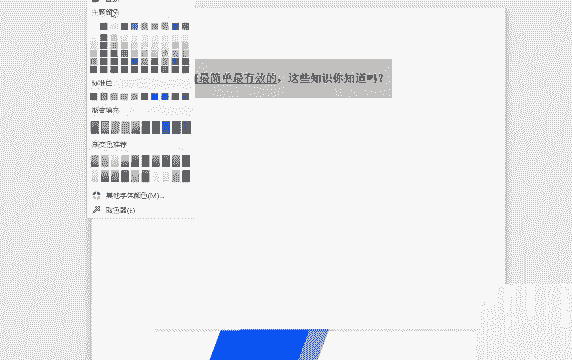 主题颜色
最简单最有效的，这些知识你知道吗？
标准色
渐变填充
渐变色推荐
其他字体颜色(M)...
取色器(E)